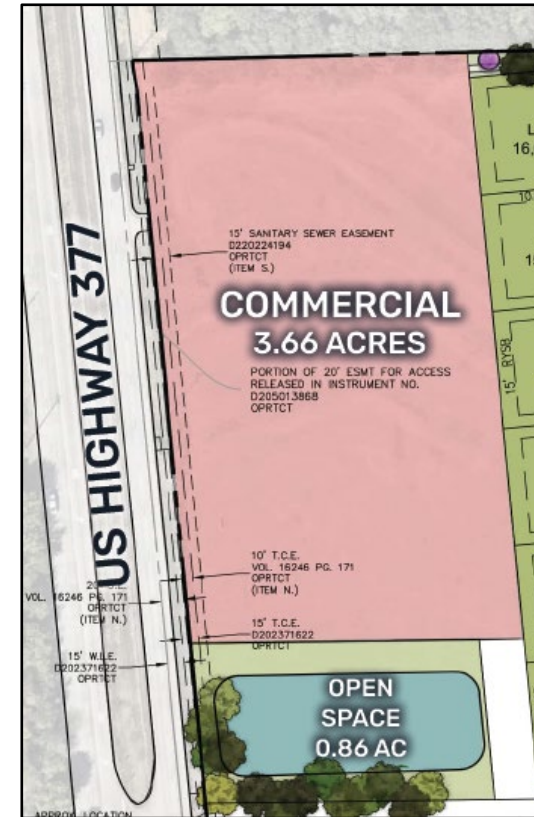 US HIGHWAY 377
15' SANITARY SEWER EASEMENT
D220224194
OPRTCT
(ITEM S.)
COMMERCIAL
3.66 ACRES
PORTION OF 20' ESMT FOR ACCESS
RELEASED IN INSTRUMENT NO.
D205013868
OPRTCT
15' RYSB
10' T.C.E.
VOL. 16246 PG. 171
OPRTCT
(ITEM N.)
VOL. 16246 PG. 171
OPRTCT
(ITEM N.)
15' T.C.E.
D202371622
OPRTCT
15' W.L.E.
D202371622
OPRTCT
OPEN
SPACE
0.86 AC
APPROX. LOCATION